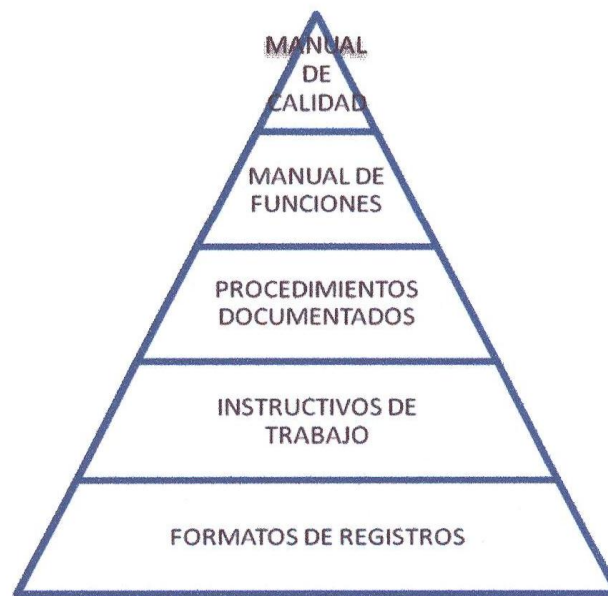 MANUAL
DE
CALIDAD
MANUAL DE
FUNCIONES
PROCEDIMIENTOS
DOCUMENTADOS
INSTRUCTIVOS DE
TRABAJO
FORMATOS DE REGISTROS